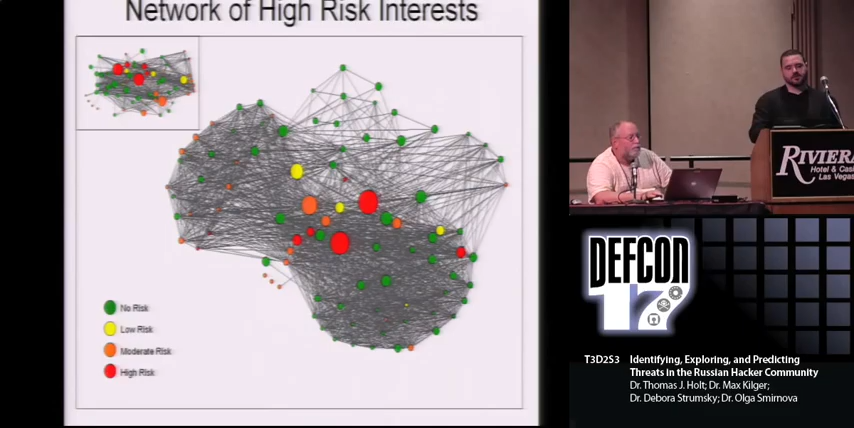 Network of High Risk Interests
No Risk
Low Risk
Moderate Risk
High Risk
RIVIERA
Hotel & Cas
Las Vegas
DEFCON
17
T3D2S3 Identifying, Exploring, and Predicting
Threats in the Russian Hacker Community
Dr. Thomas J. Holt; Dr. Max Kilger;
Dr. Debora Strumsky; Dr. Olga Smirnova